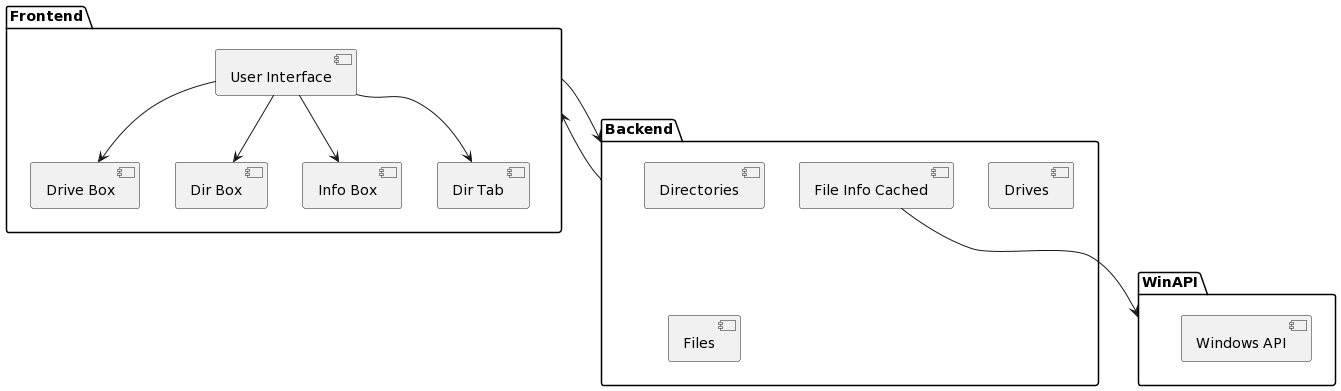 Frontend
User Interface
Drive Box
Dir Box
Info Box
Dir Tab
Backend
Directories
File Info Cached
Drives
Files
WinAPI
Windows API